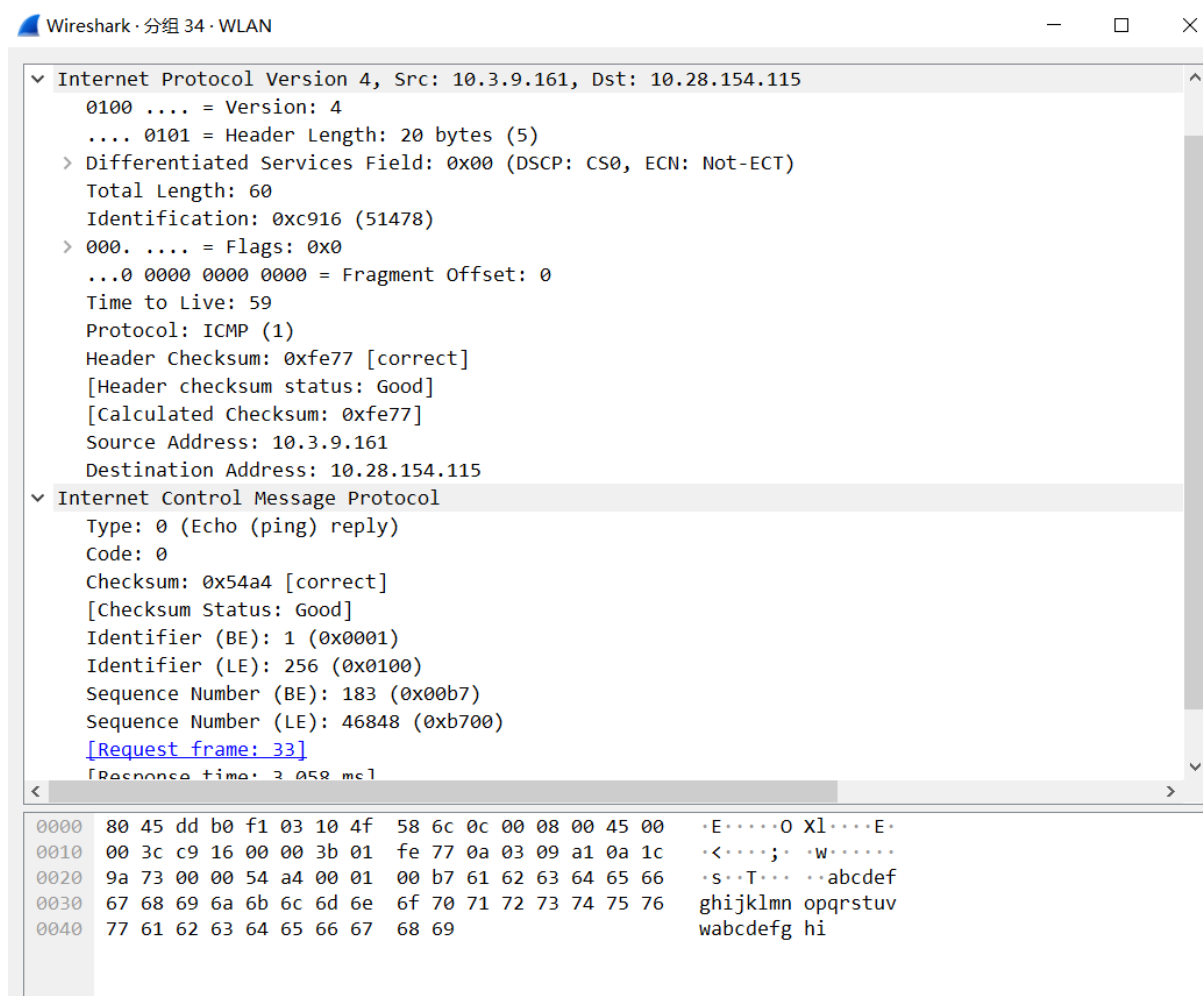 Wireshark · 分组 34 · WLAN
Internet Protocol Version 4, Src: 10.3.9.161, Dst: 10.28.154.115
0100 .... = Version: 4
.... 0101 = Header Length: 20 bytes (5)
Differentiated Services Field: 0x00 (DSCP: CS0, ECN: Not-ECT)
Total Length: 60
Identification: 0xc916 (51478)
000. .... = Flags: 0x0
...0 0000 0000 0000 = Fragment Offset: 0
Time to Live: 59
Protocol: ICMP (1)
Header Checksum: 0xfe77 [correct]
[Header checksum status: Good]
[Calculated Checksum: 0xfe77]
Source Address: 10.3.9.161
Destination Address: 10.28.154.115
Internet Control Message Protocol
Type: 0 (Echo (ping) reply)
Code: 0
Checksum: 0x54a4 [correct]
[Checksum Status: Good]
Identifier (BE): 1 (0x0001)
Identifier (LE): 256 (0x0100)
Sequence Number (BE): 183 (0x00b7)
Sequence Number (LE): 46848 (0xb700)
[Request frame: 33]
[Response time: 3.058 ms]
0000 80 45 dd b0 f1 03 10 4f 58 6c 0c 00 08 00 45 00 ·E·····O Xl····E·
0010 00 3c c9 16 00 00 3b 01 fe 77 0a 03 09 a1 0a 1c ·<····;· ·w······
0020 9a 73 00 00 54 a4 00 01 00 b7 61 62 63 64 65 66 ·s··T··· ··abcdef
0030 67 68 69 6a 6b 6c 6d 6e 6f 70 71 72 73 74 75 76 ghijklmn opqrstuv
0040 77 61 62 63 64 65 66 67 68 69 wabcdefg hi